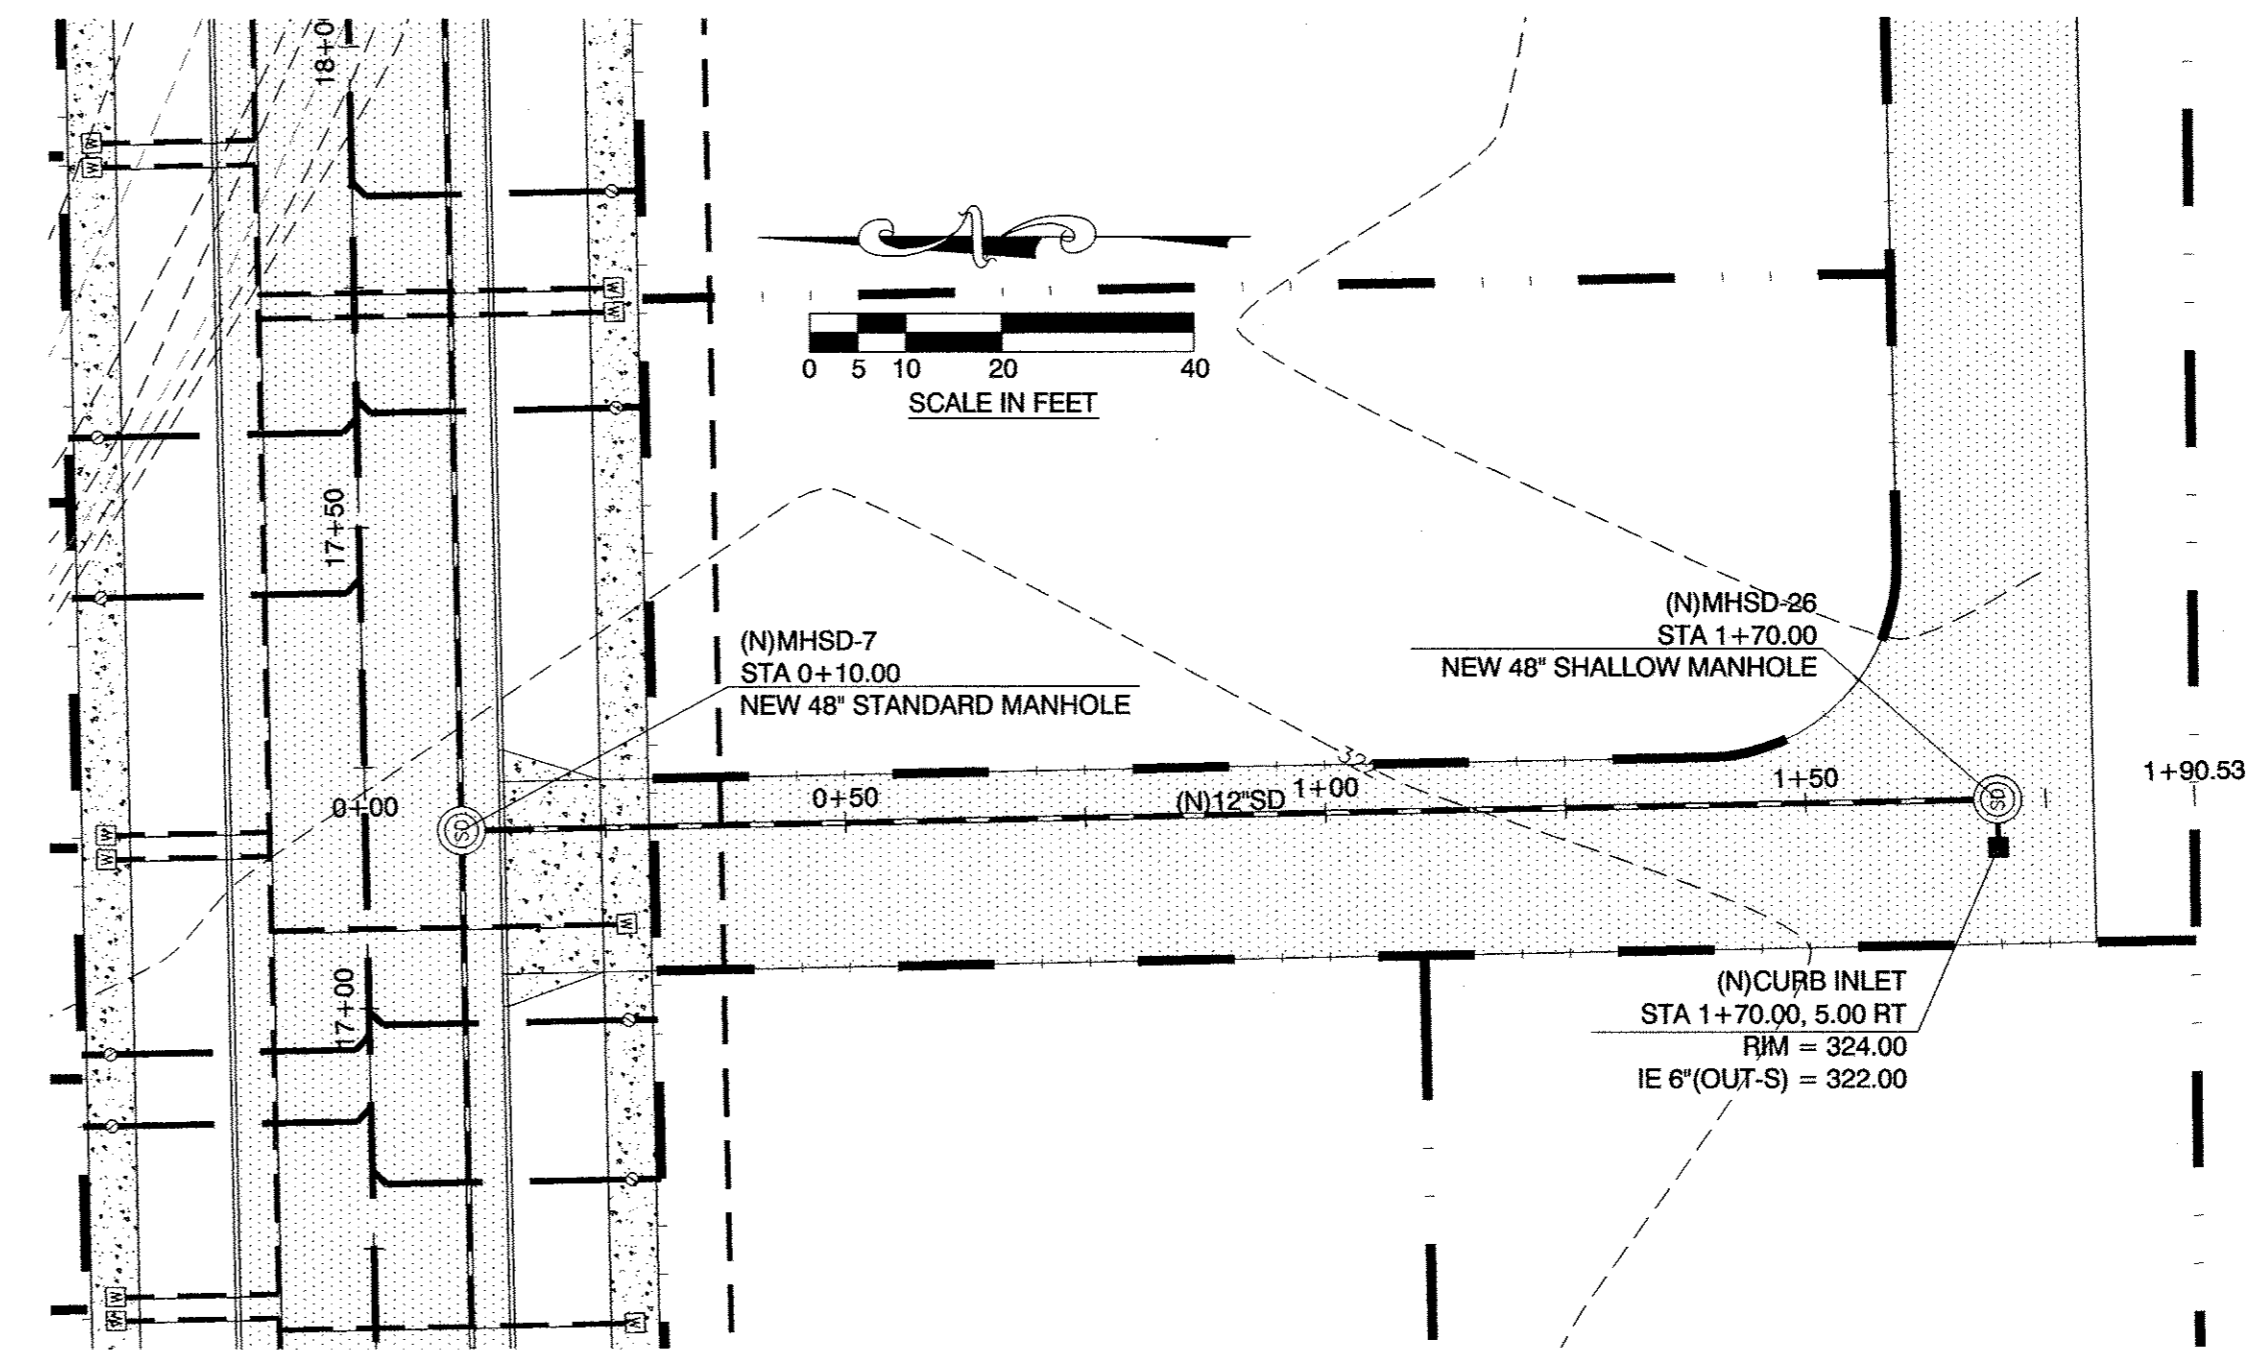 18+0
N
0 5 10 20 40
SCALE IN FEET
17+50
(N)MHSD-7
STA 0+10.00
NEW 48" STANDARD MANHOLE
(N)MHSD-26
STA 1+70.00
NEW 48" SHALLOW MANHOLE
0+00
0+50
(N)12"SD
1+00
1+50
1+90.53
SD
SD
17+00
(N)CURB INLET
STA 1+70.00, 5.00 RT
RIM = 324.00
IE 6"(OUT-S) = 322.00
W
W
W
W
W
W
W
W
W
W